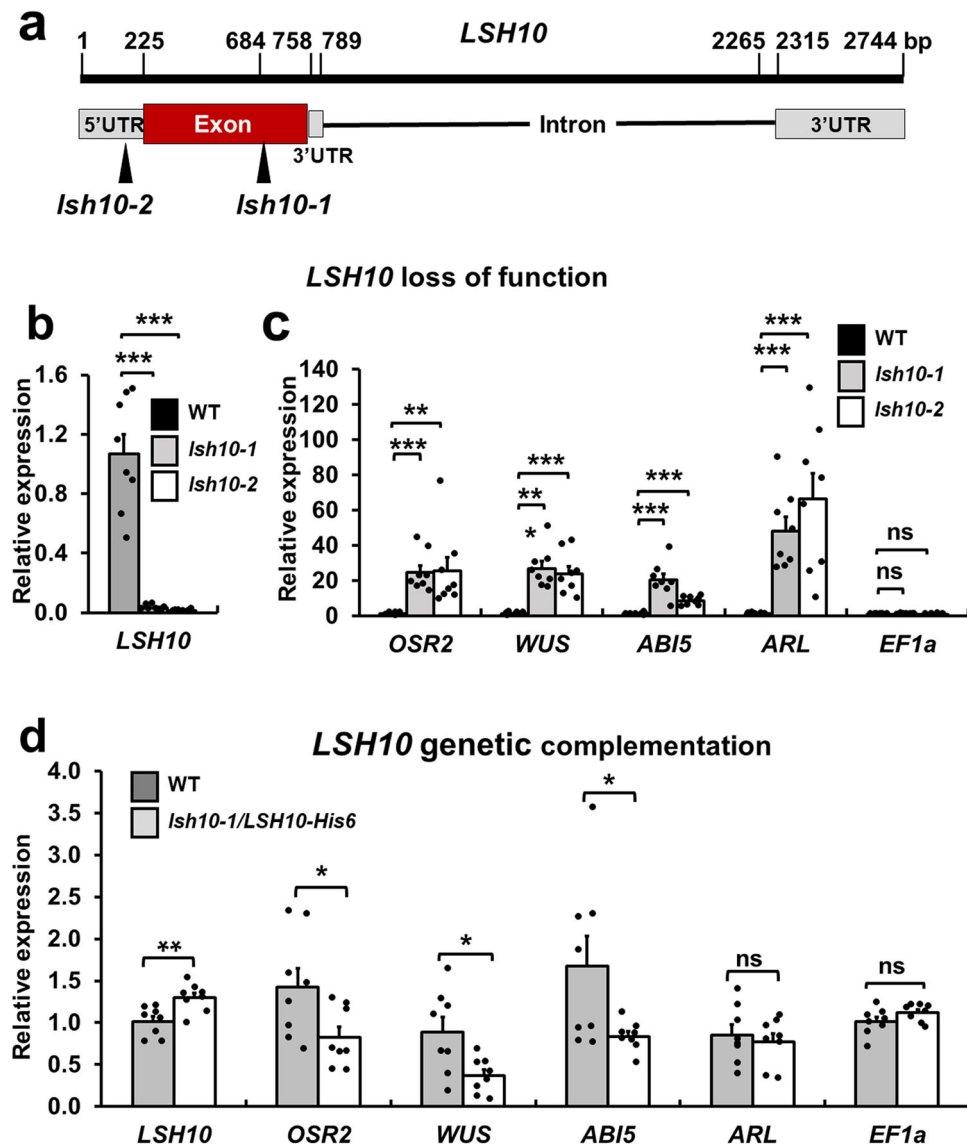 a
LSH10
1 225 684 758 789 2265 2315 2744 bp
5'UTR Exon Intron 3'UTR
3'UTR
lsh10-2 lsh10-1
LSH10 loss of function
b
Relative expression
1.6
1.2
0.8
0.4
0.0
***
***
WT
lsh10-1
lsh10-2
LSH10
c
Relative expression
140
120
100
80
60
40
20
0
**
***
***
**
*
***
***
***
***
ns
ns
WT
lsh10-1
lsh10-2
OSR2 WUS ABI5 ARL EF1a
d
LSH10 genetic complementation
WT
lsh10-1/LSH10-His6
Relative expression
4.0
3.5
3.0
2.5
2.0
1.5
1.0
0.5
0.0
** * * * ns ns
LSH10 OSR2 WUS ABI5 ARL EF1a